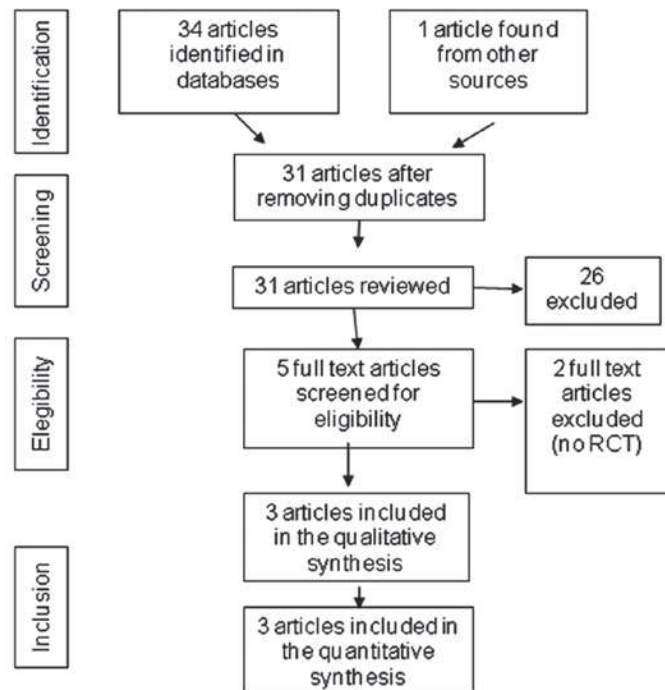 Identification
34 articles
identified in
databases
1 article found
from other
sources
31 articles after
removing duplicates
Screening
31 articles reviewed
26
excluded
Elegibility
5 full text articles
screened for
eligibility
2 full text
articles
excluded
(no RCT)
3 articles included
in the qualitative
synthesis
Inclusion
3 articles included in
the quantitative
synthesis